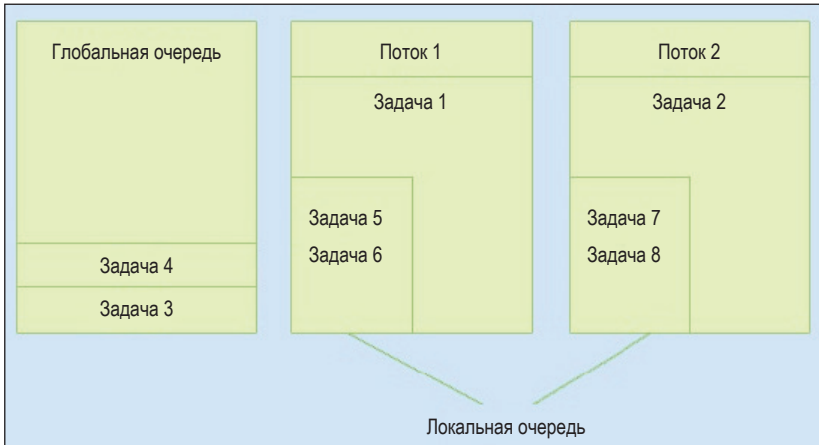 Глобальная очередь
Задача 4
Задача 3
Поток 1
Задача 1
Задача 5
Задача 6
Поток 2
Задача 2
Задача 7
Задача 8
Локальная очередь